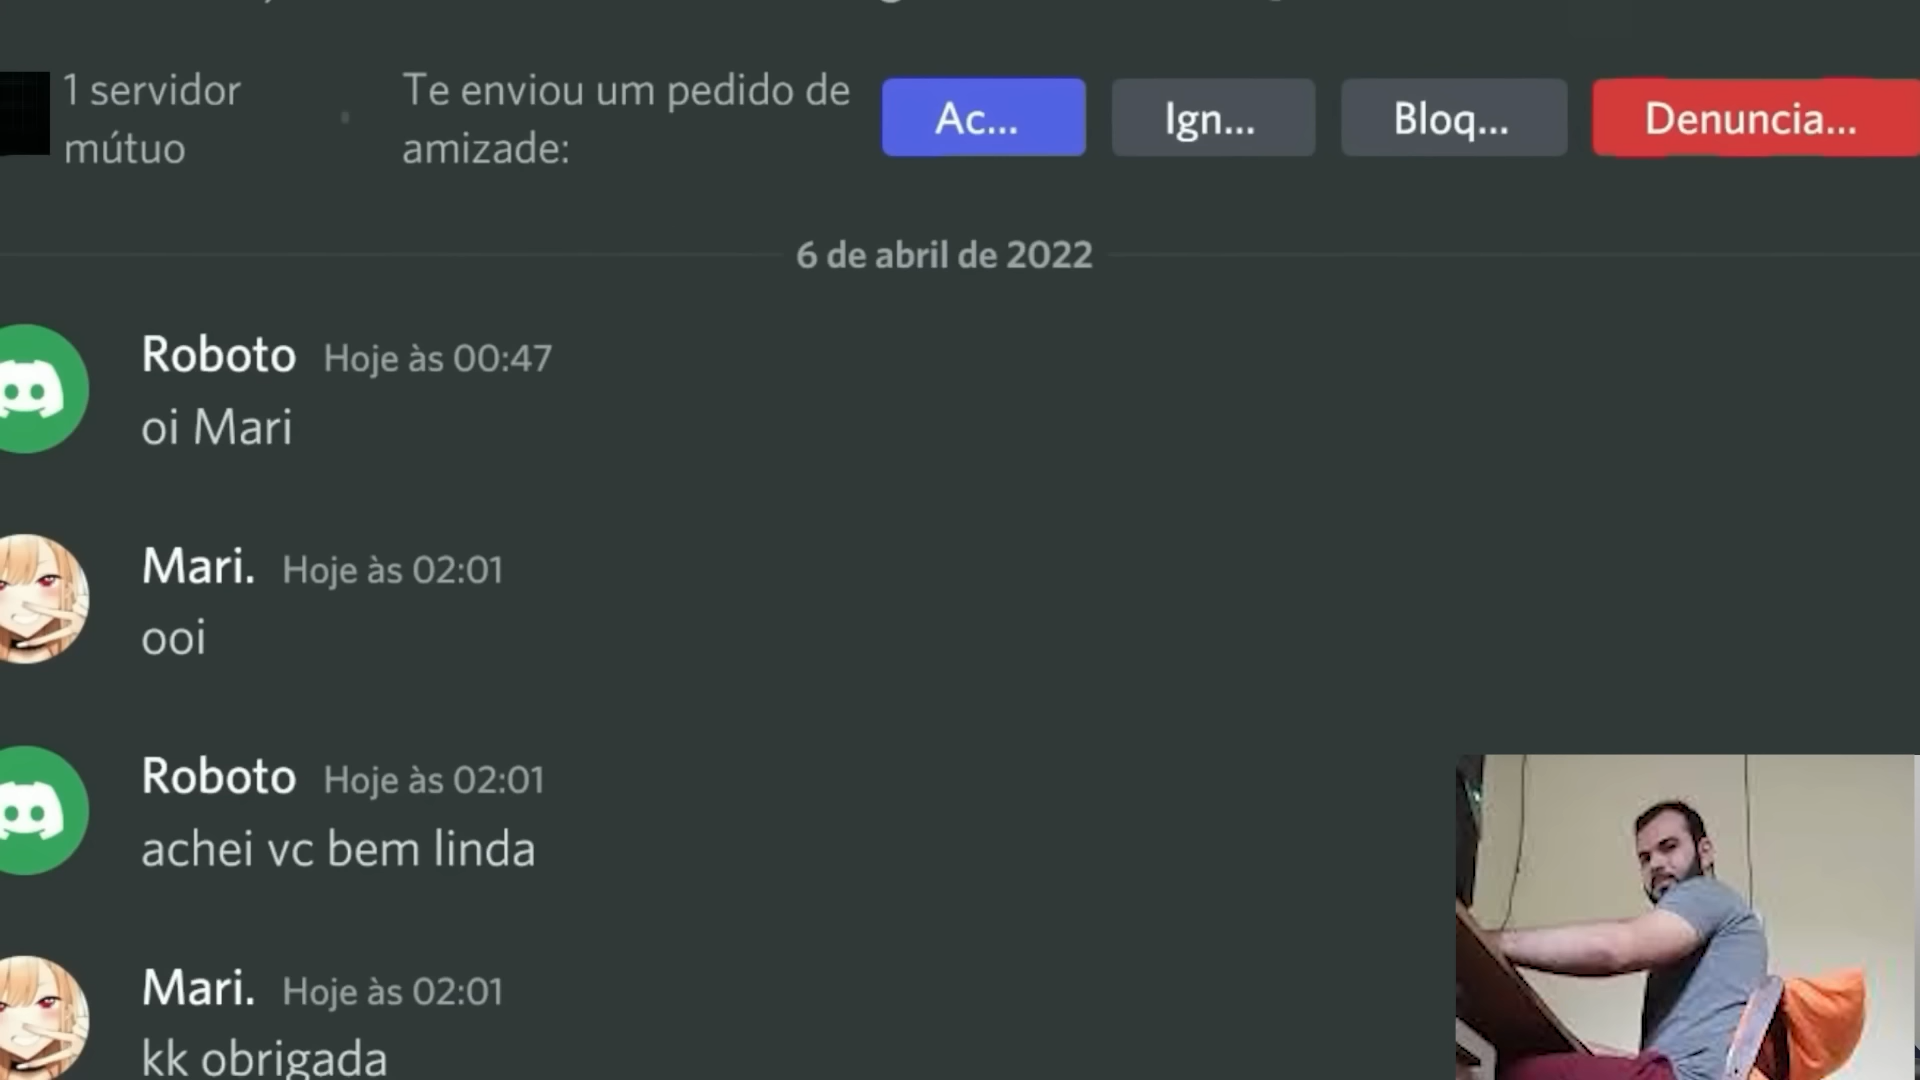 1 servidor
mútuo
Te enviou um pedido de
amizade:
Ac...
Ign...
Bloq...
Denuncia...
6 de abril de 2022
Roboto Hoje às 00:47
oi Mari
Mari. Hoje às 02:01
ooi
Roboto Hoje às 02:01
achei vc bem linda
Mari. Hoje às 02:01
kk obrigada